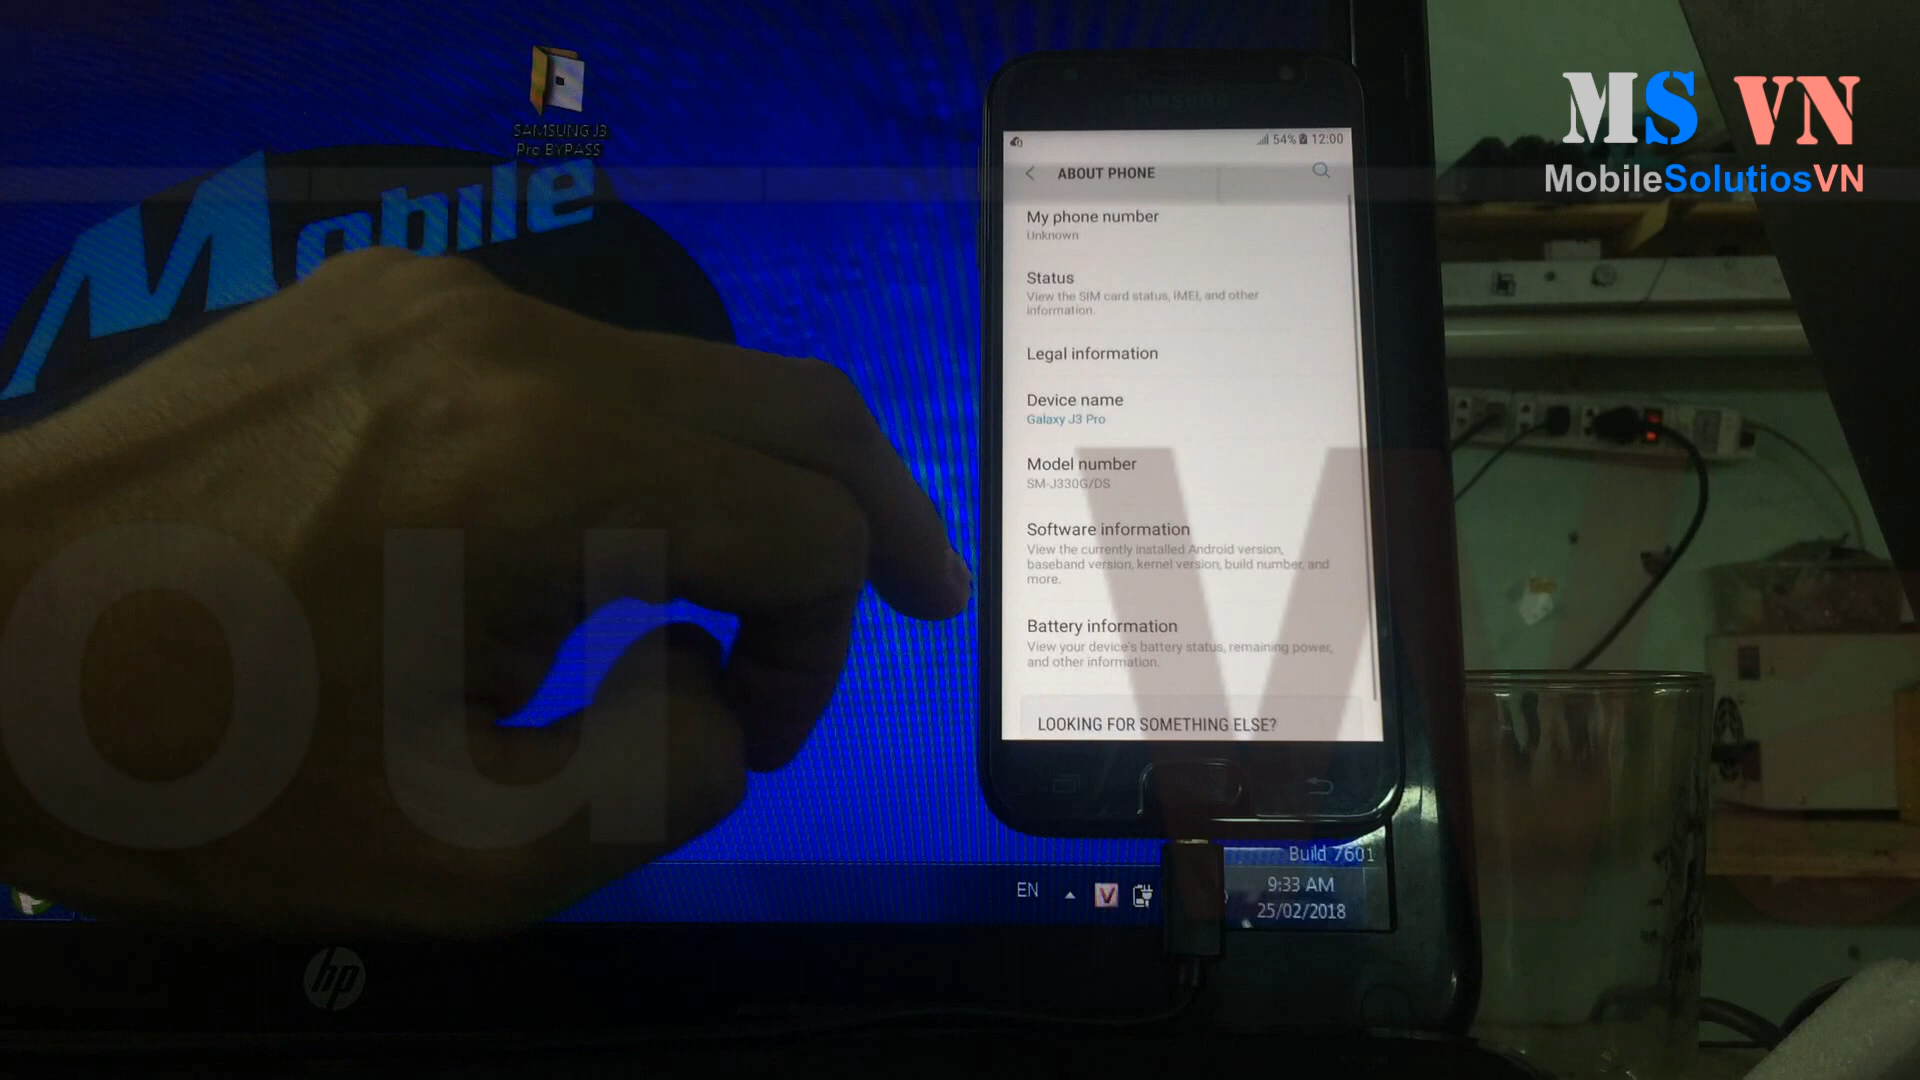 SAMSUNG J3
Pro BYPASS
Mobile
MS VN
MobileSolutiosVN
SAMSUNG
54% 12:00
ABOUT PHONE
My phone number
Unknown
Status
View the SIM card status, IMEI, and other
information.
Legal information
Device name
Galaxy J3 Pro
Model number
SM-J330G/DS
Software information
View the currently installed Android version,
baseband version, kernel version, build number, and
more.
Battery information
View your device's battery status, remaining power,
and other information.
LOOKING FOR SOMETHING ELSE?
ou V
Build 7601
EN
V
9:33 AM
25/02/2018
hp